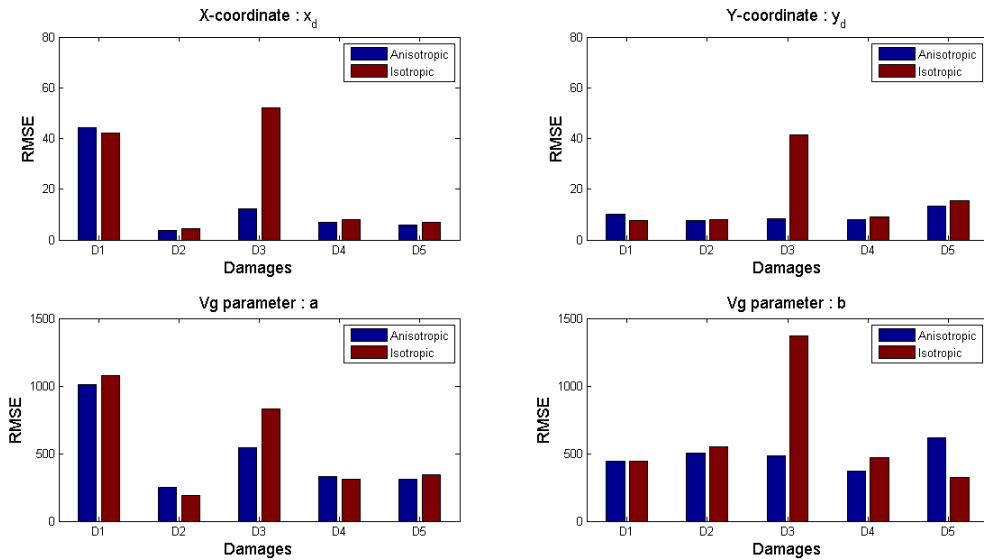 X-coordinate : x_d
80
60
40
20
0
RMSE
Anisotropic
Isotropic
D1 D2 D3 D4 D5
Damages
Y-coordinate : y_d
80
60
40
20
0
RMSE
Anisotropic
Isotropic
D1 D2 D3 D4 D5
Damages
Vg parameter : a
1500
1000
500
0
RMSE
Anisotropic
Isotropic
D1 D2 D3 D4 D5
Damages
Vg parameter : b
1500
1000
500
0
RMSE
Anisotropic
Isotropic
D1 D2 D3 D4 D5
Damages